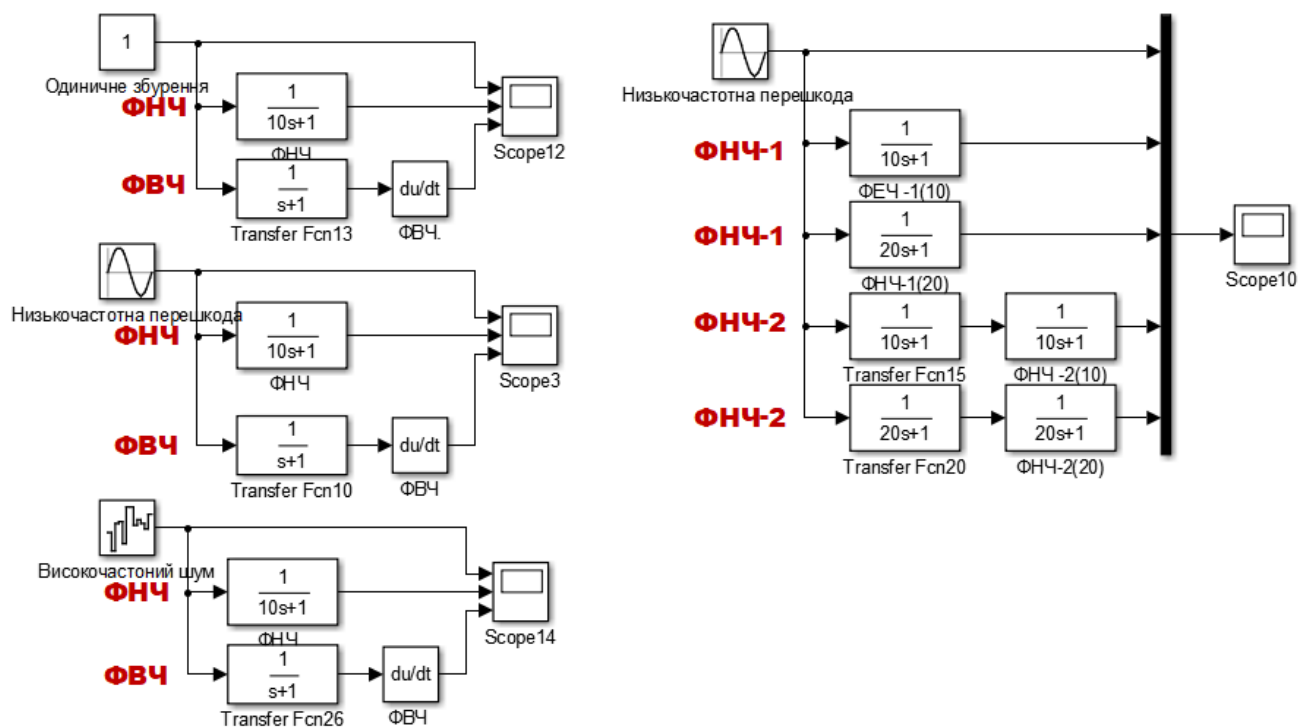 1
Одиничне збурення
ФНЧ
1
10s+1
ФНЧ
ФВЧ
1
s+1
Transfer Fcn13
du/dt
ФВЧ.
Scope12
Низькочастотна перешкода
ФНЧ
1
10s+1
ФНЧ
ФВЧ
1
s+1
Transfer Fcn10
du/dt
ФВЧ
Scope3
Високочастоний шум
ФНЧ
1
10s+1
ФНЧ
ФВЧ
1
s+1
Transfer Fcn26
du/dt
ФВЧ
Scope14
Низькочастотна перешкода
ФНЧ-1
1
10s+1
ФЕЧ -1(10)
ФНЧ-1
1
20s+1
ФНЧ-1(20)
ФНЧ-2
1
10s+1
Transfer Fcn15
1
10s+1
ФНЧ -2(10)
ФНЧ-2
1
20s+1
Transfer Fcn20
1
20s+1
ФНЧ-2(20)
Scope10